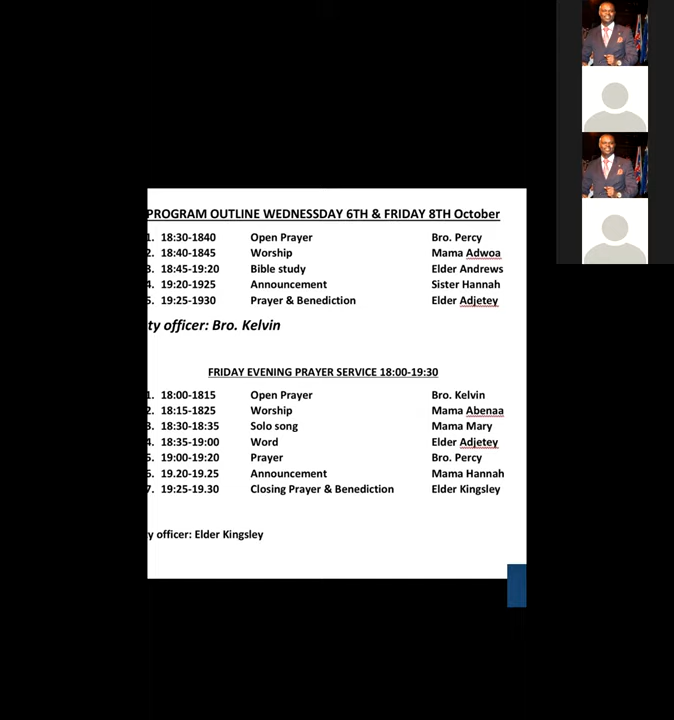 PROGRAM OUTLINE WEDNESSDAY 6TH & FRIDAY 8TH October
1. 18:30-1840 Open Prayer Bro. Percy
2. 18:40-1845 Worship Mama Adwoa
3. 18:45-19:20 Bible study Elder Andrews
4. 19:20-1925 Announcement Sister Hannah
5. 19:25-1930 Prayer & Benediction Elder Adjetey
ty officer: Bro. Kelvin
FRIDAY EVENING PRAYER SERVICE 18:00-19:30
1. 18:00-1815 Open Prayer Bro. Kelvin
2. 18:15-1825 Worship Mama Abenaa
3. 18:30-18:35 Solo song Mama Mary
4. 18:35-19:00 Word Elder Adjetey
5. 19:00-19:20 Prayer Bro. Percy
6. 19.20-19.25 Announcement Mama Hannah
7. 19:25-19.30 Closing Prayer & Benediction Elder Kingsley
y officer: Elder Kingsley